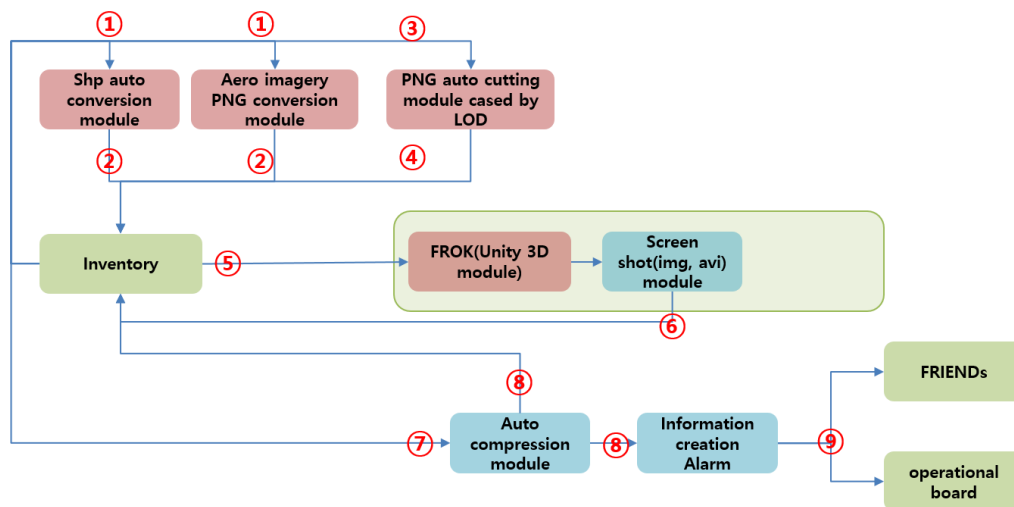 ① ① ③
Shp auto
conversion
module
Aero imagery
PNG conversion
module
PNG auto cutting
module cased by
LOD
② ② ④
Inventory
⑤
FROK(Unity 3D
module)
Screen
shot(img, avi)
module
⑥
FRIENDs
⑧
⑦
Auto
compression
module
⑧
Information
creation
Alarm
⑨
operational
board